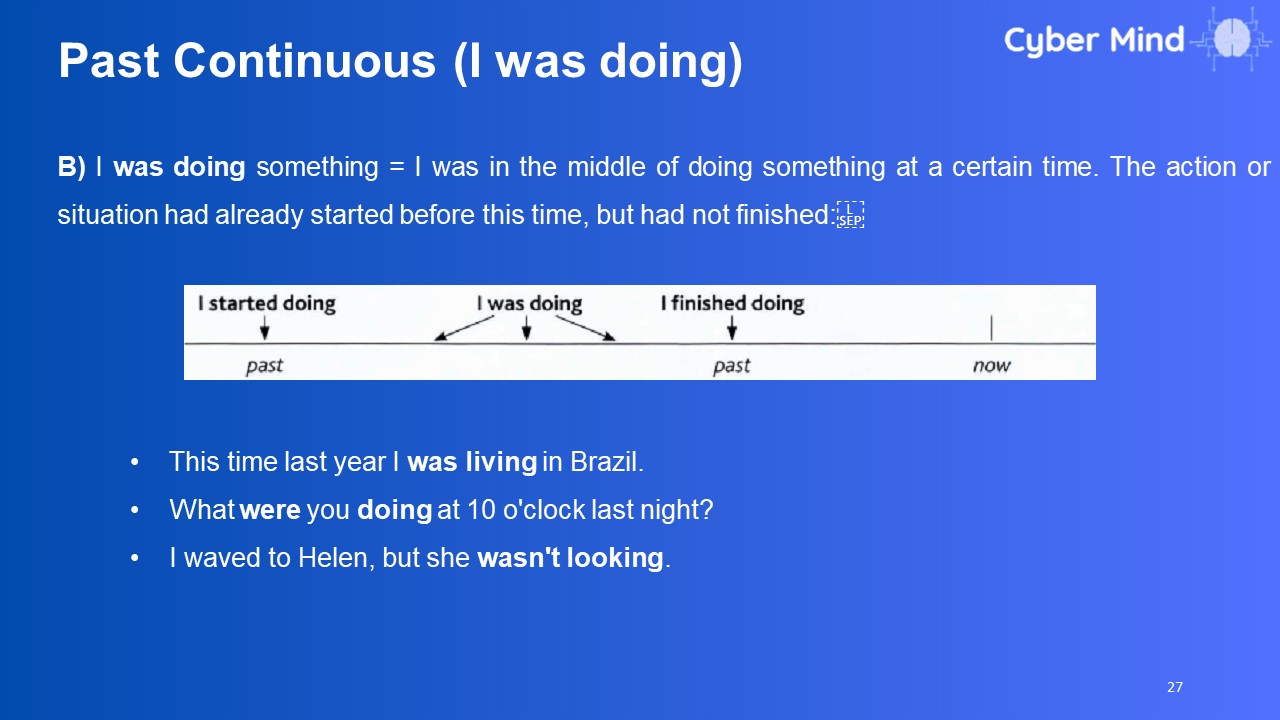 Past Continuous (I was doing)
Cyber Mind
B) I was doing something = I was in the middle of doing something at a certain time. The action or
situation had already started before this time, but had not finished:
SEP
I started doing I was doing I finished doing
past past now
• This time last year I was living in Brazil.
• What were you doing at 10 o'clock last night?
• I waved to Helen, but she wasn't looking.
27